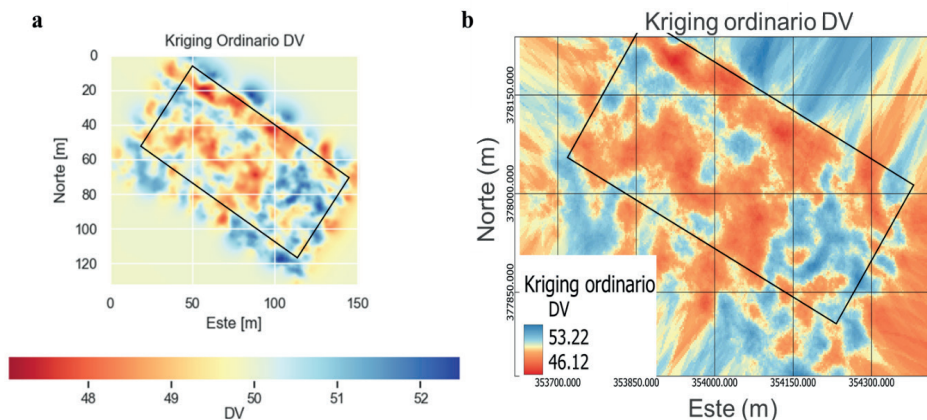 a
Kriging Ordinario DV
0
20
40
60
80
100
120
Norte [m]
0 50 100 150
Este [m]
48 49 50 51 52
DV
b
Kriging ordinario DV
378150.000
378000.000
377850.000
Norte (m)
Kriging ordinario
DV
53.22
46.12
353700.000 353850.000 354000.000 354150.000 354300.000
Este (m)